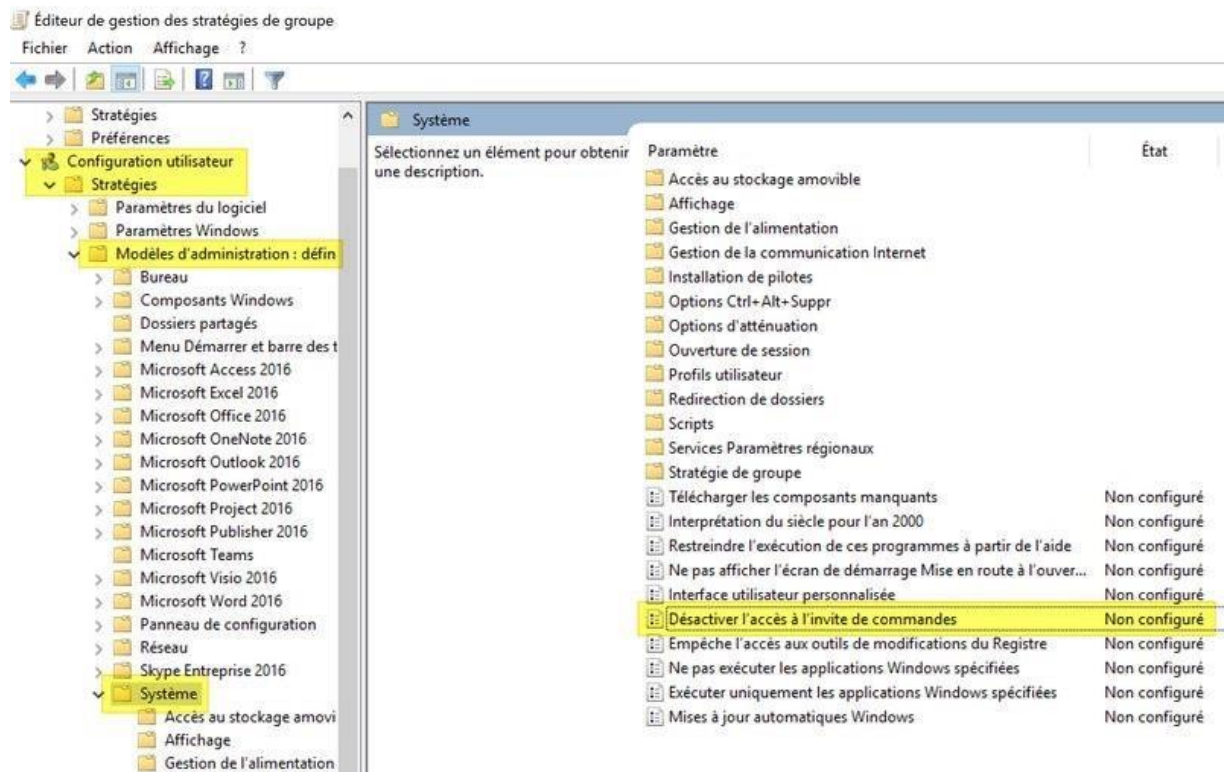 Éditeur de gestion des stratégies de groupe
Fichier Action Affichage ?
Stratégies
Préférences
Configuration utilisateur
Stratégies
Paramètres du logiciel
Paramètres Windows
Modèles d'administration : défin
Bureau
Composants Windows
Dossiers partagés
Menu Démarrer et barre des t
Microsoft Access 2016
Microsoft Excel 2016
Microsoft Office 2016
Microsoft OneNote 2016
Microsoft Outlook 2016
Microsoft PowerPoint 2016
Microsoft Project 2016
Microsoft Publisher 2016
Microsoft Teams
Microsoft Visio 2016
Microsoft Word 2016
Panneau de configuration
Réseau
Skype Entreprise 2016
Système
Accès au stockage amovi
Affichage
Gestion de l'alimentation
Système
Sélectionnez un élément pour obtenir
une description.
Paramètre État
Accès au stockage amovible
Affichage
Gestion de l'alimentation
Gestion de la communication Internet
Installation de pilotes
Options Ctrl+Alt+Suppr
Options d'atténuation
Ouverture de session
Profils utilisateur
Redirection de dossiers
Scripts
Services Paramètres régionaux
Stratégie de groupe
Télécharger les composants manquants Non configuré
Interprétation du siècle pour l'an 2000 Non configuré
Restreindre l'exécution de ces programmes à partir de l'aide Non configuré
Ne pas afficher l'écran de démarrage Mise en route à l'ouver... Non configuré
Interface utilisateur personnalisée Non configuré
Désactiver l'accès à l'invite de commandes Non configuré
Empêche l'accès aux outils de modifications du Registre Non configuré
Ne pas exécuter les applications Windows spécifiées Non configuré
Exécuter uniquement les applications Windows spécifiées Non configuré
Mises à jour automatiques Windows Non configuré